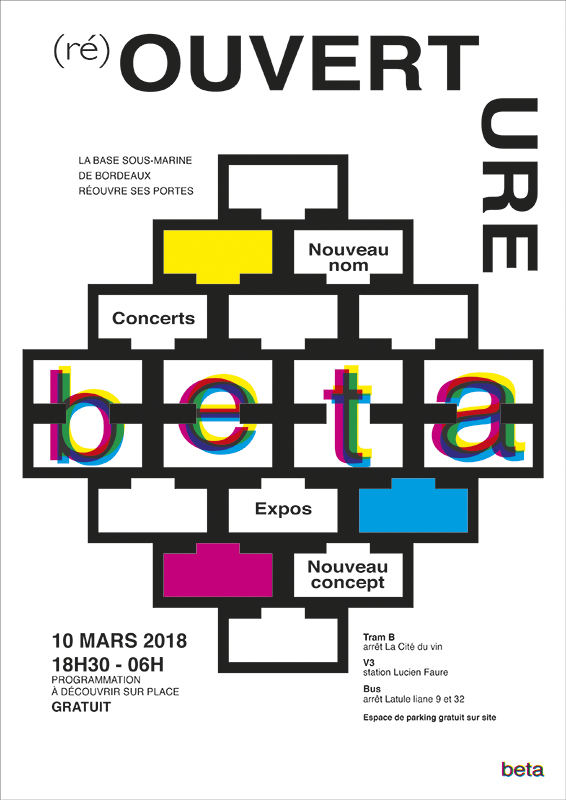 (ré) OUVERT
URE
LA BASE SOUS-MARINE
DE BORDEAUX
RÉOUVRE SES PORTES
Nouveau
nom
Concerts
beta
Expos
Nouveau
concept
10 MARS 2018
18H30 - 06H
PROGRAMMATION
À DÉCOUVRIR SUR PLACE
GRATUIT
Tram B
arrêt La Cité du vin
V3
station Lucien Faure
Bus
arrêt Latule liane 9 et 32
Espace de parking gratuit sur site
beta